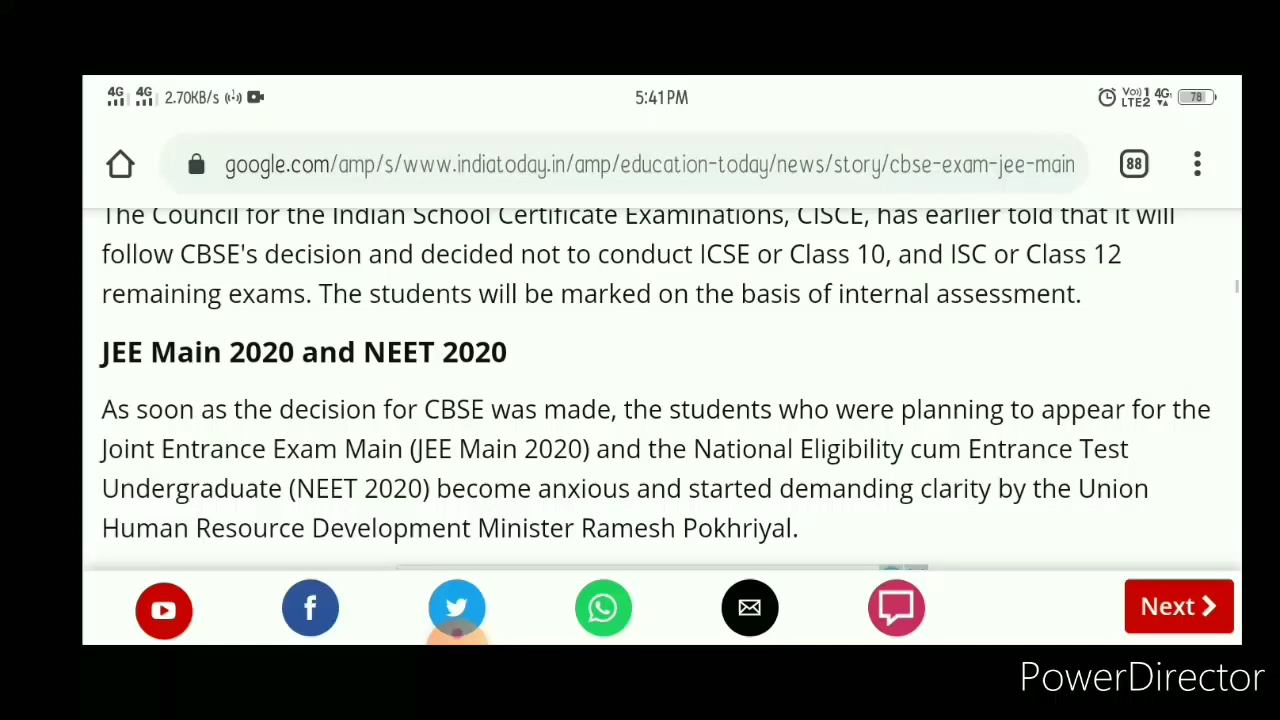 4G 4G 2.70KB/s
5:41 PM
Vo) 1 4G
LTE2
78
google.com/amp/s/www.indiatoday.in/amp/education-today/news/story/cbse-exam-jee-main
88
The Council for the Indian School Certificate Examinations, CISCE, has earlier told that it will
follow CBSE's decision and decided not to conduct ICSE or Class 10, and ISC or Class 12
remaining exams. The students will be marked on the basis of internal assessment.
JEE Main 2020 and NEET 2020
As soon as the decision for CBSE was made, the students who were planning to appear for the
Joint Entrance Exam Main (JEE Main 2020) and the National Eligibility cum Entrance Test
Undergraduate (NEET 2020) become anxious and started demanding clarity by the Union
Human Resource Development Minister Ramesh Pokhriyal.
f
Next
PowerDirector